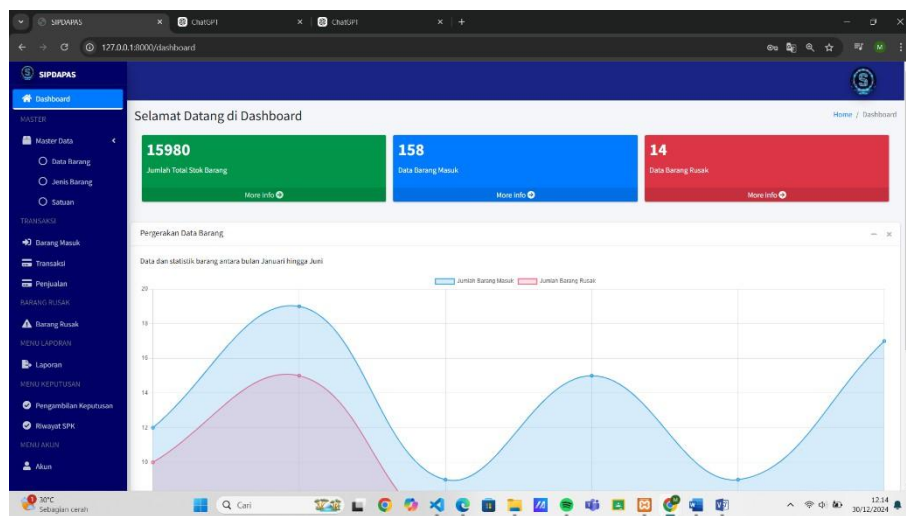 SIPDAPAS
ChatGPT
ChatGPT
127.0.0.1:8000/dashboard
M
SIPDAPAS
Dashboard
MASTER
Master Data
Data Barang
Jenis Barang
Satuan
TRANSAKSI
Barang Masuk
Transaksi
Penjualan
BARANG RUSAK
Barang Rusak
MENU LAPORAN
Laporan
MENU KEPUTUSAN
Pengambilan Keputusan
Riwayat SPK
MENU AKUN
Akun
Selamat Datang di Dashboard
Home / Dashboard
15980
Jumlah Total Stok Barang
More info
158
Data Barang Masuk
More info
14
Data Barang Rusak
More info
Pergerakan Data Barang
Data dan statistik barang antara bulan Januari hingga Juni
Jumlah Barang Masuk Jumlah Barang Rusak
20
18
16
14
12
10
30°C
Sebagian cerah
Cari
12.14
30/12/2024